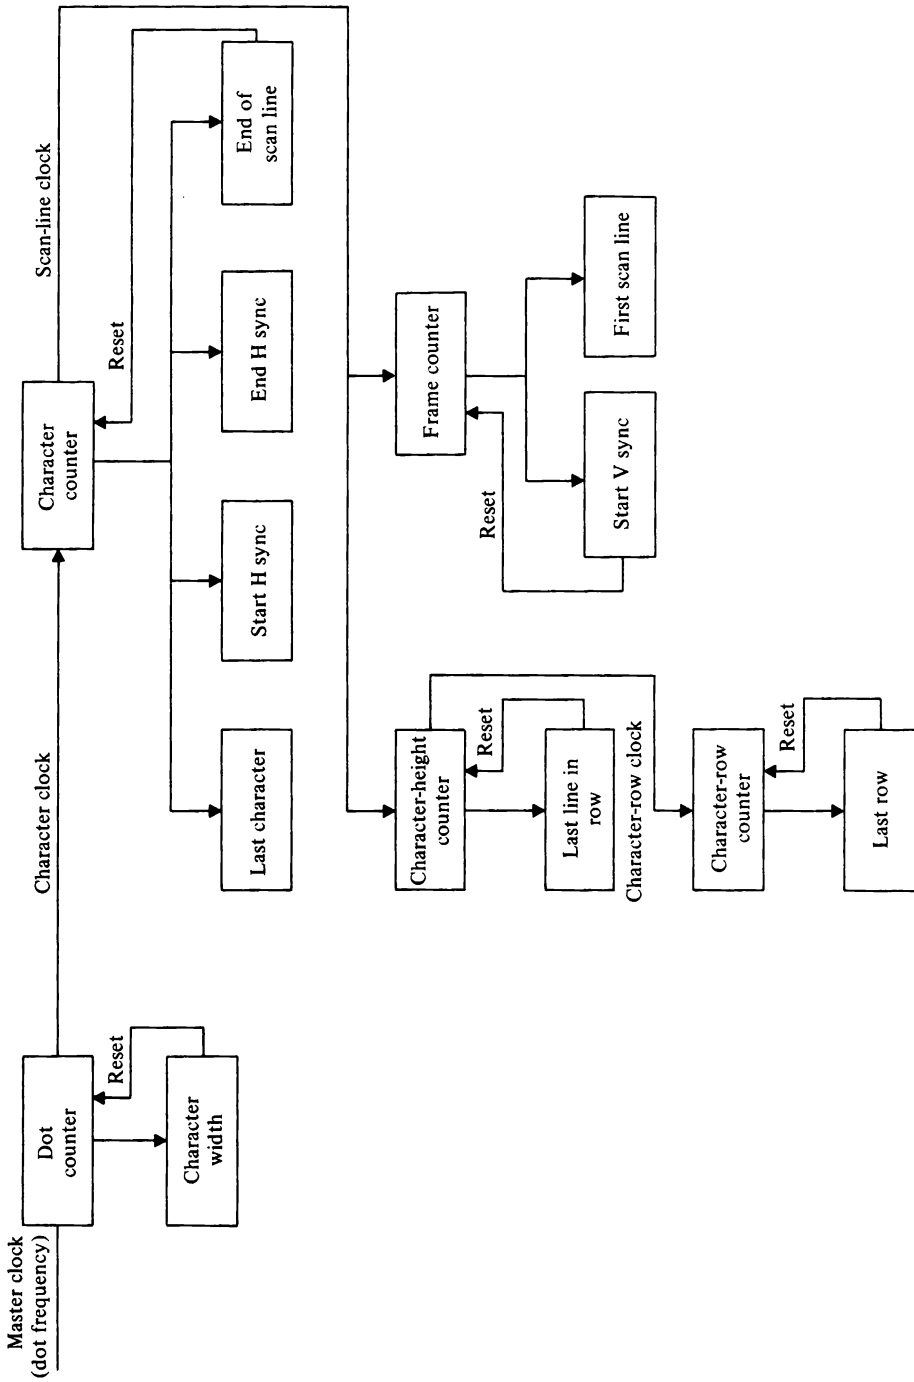 Master clock
(dot frequency)
Dot
counter
Reset
Character
width
Character clock
Character
counter
Scan-line clock
Reset
Last character
Start H sync
End H sync
End of
scan line
Character-height
counter
Reset
Last line in
row
Character-row clock
Character-row
counter
Reset
Last row
Frame counter
Reset
Start V sync
First scan line